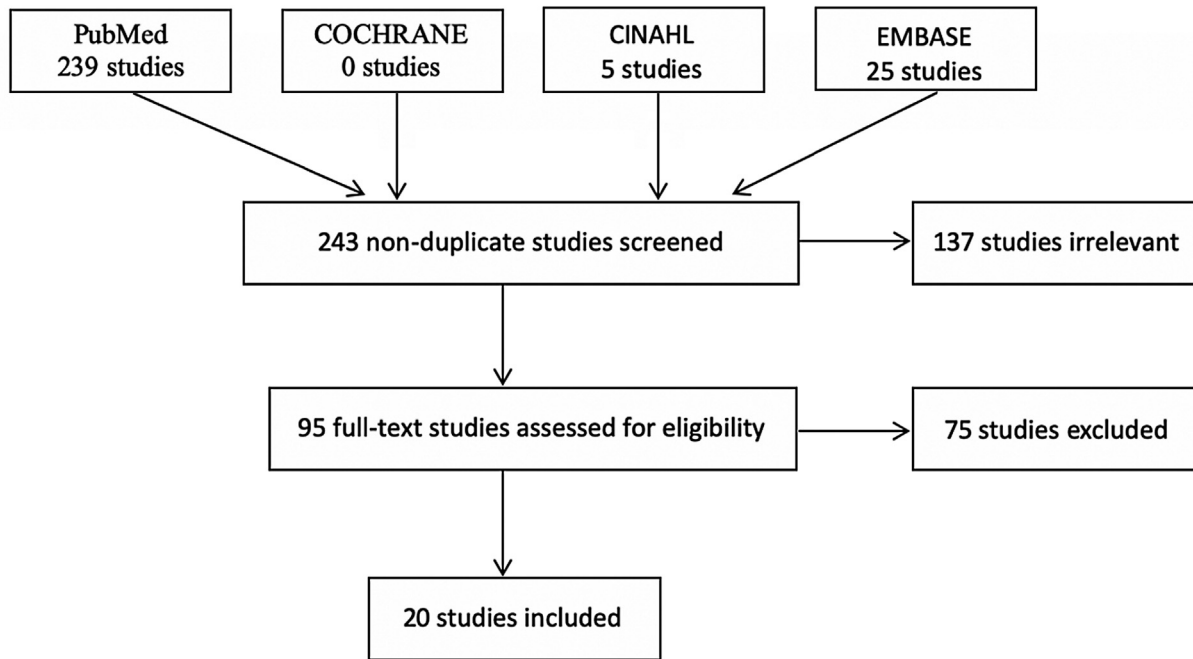 PubMed
239 studies
COCHRANE
0 studies
CINAHL
5 studies
EMBASE
25 studies
243 non-duplicate studies screened
137 studies irrelevant
95 full-text studies assessed for eligibility
75 studies excluded
20 studies included